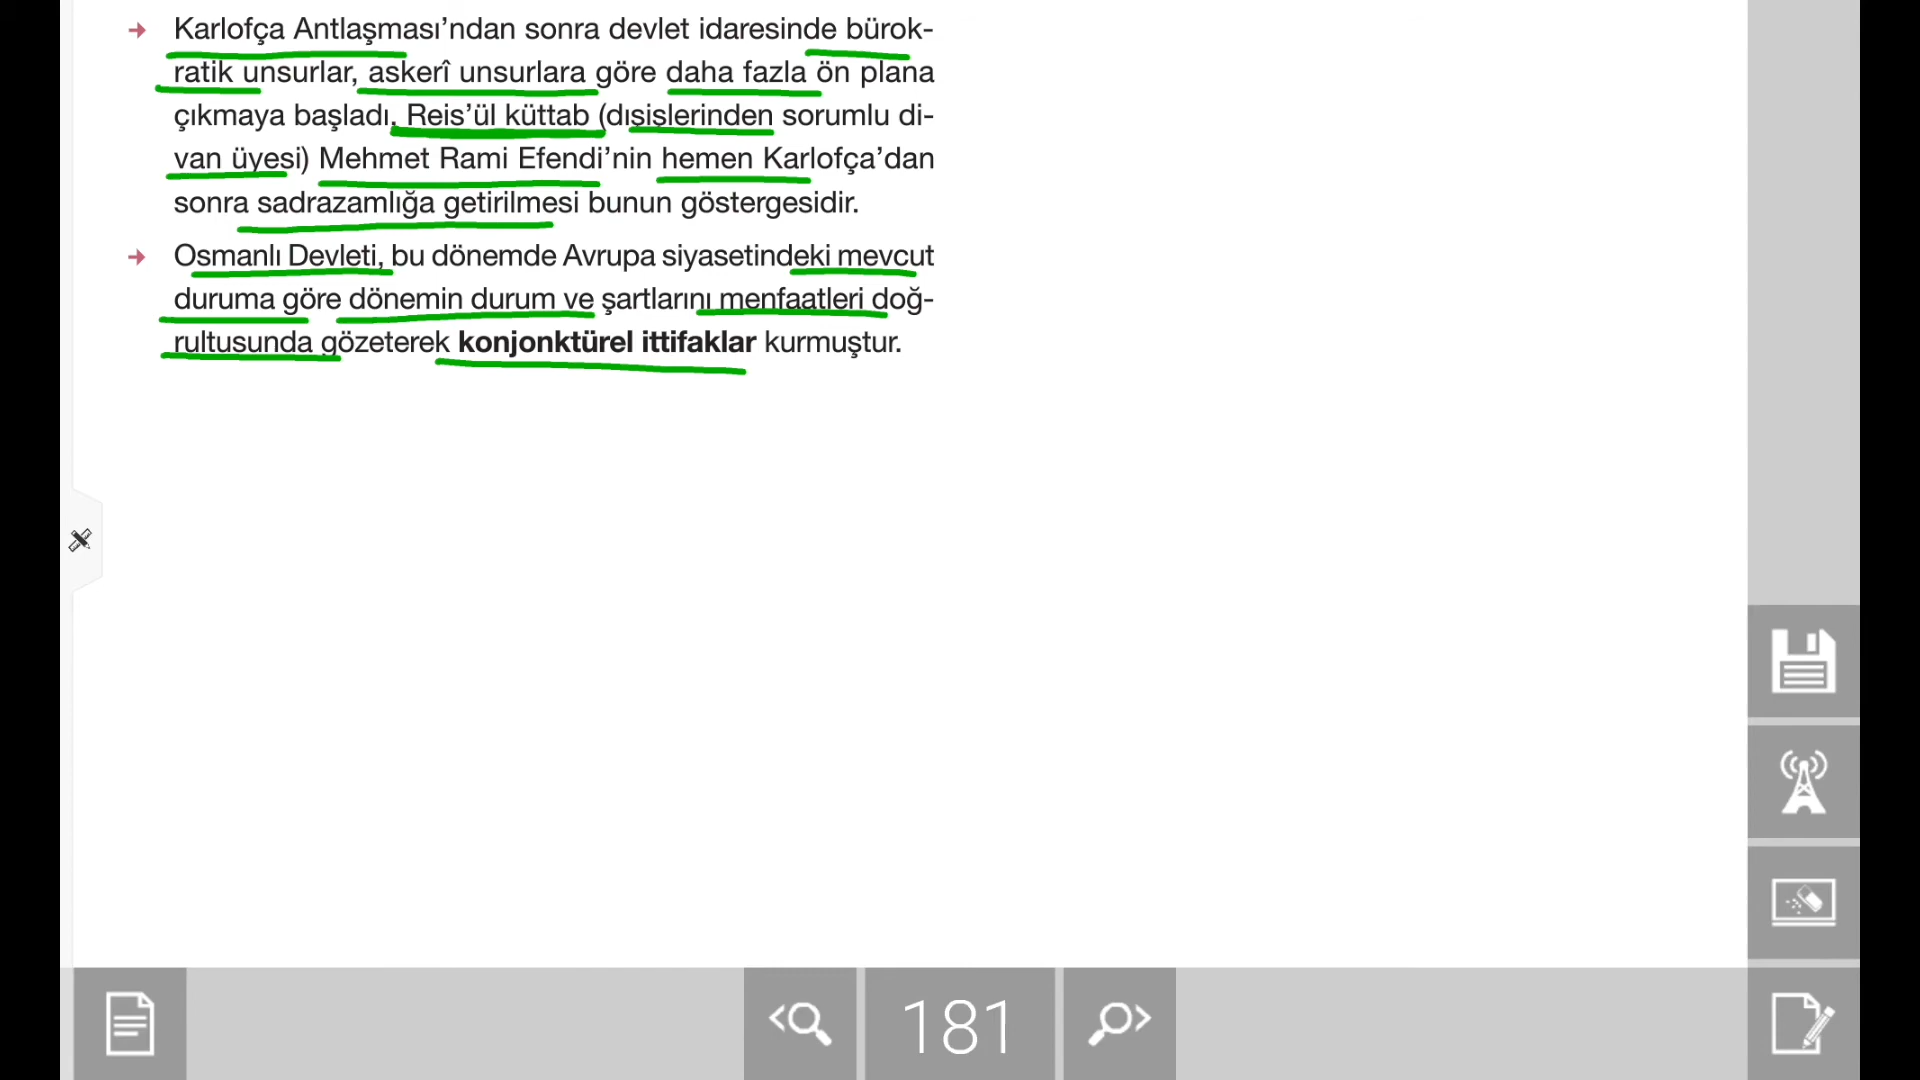 Karlofça Antlaşması’ndan sonra devlet idaresinde bürok-
ratik unsurlar, askerî unsurlara göre daha fazla ön plana
çıkmaya başladı. Reis’ül küttab (dışişlerinden sorumlu di-
van üyesi) Mehmet Rami Efendi’nin hemen Karlofça’dan
sonra sadrazamlığa getirilmesi bunun göstergesidir.
Osmanlı Devleti, bu dönemde Avrupa siyasetindeki mevcut
duruma göre dönemin durum ve şartlarını menfaatleri doğ-
rultusunda gözeterek konjonktürel ittifaklar kurmuştur.
181